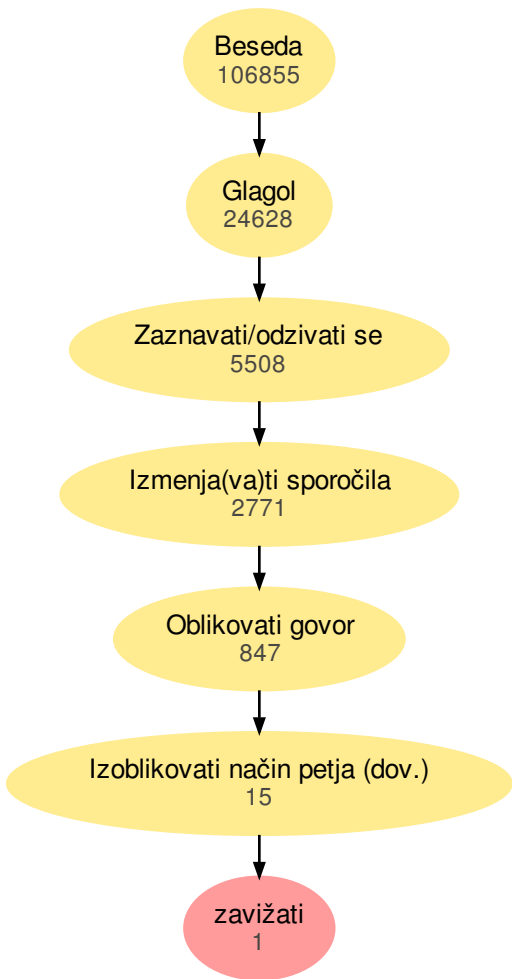 Beseda
106855
Glagol
24628
Zaznavati/odzivati se
5508
Izmenja(va)ti sporočila
2771
Oblikovati govor
847
Izoblikovati način petja (dov.)
15
zavižati
1